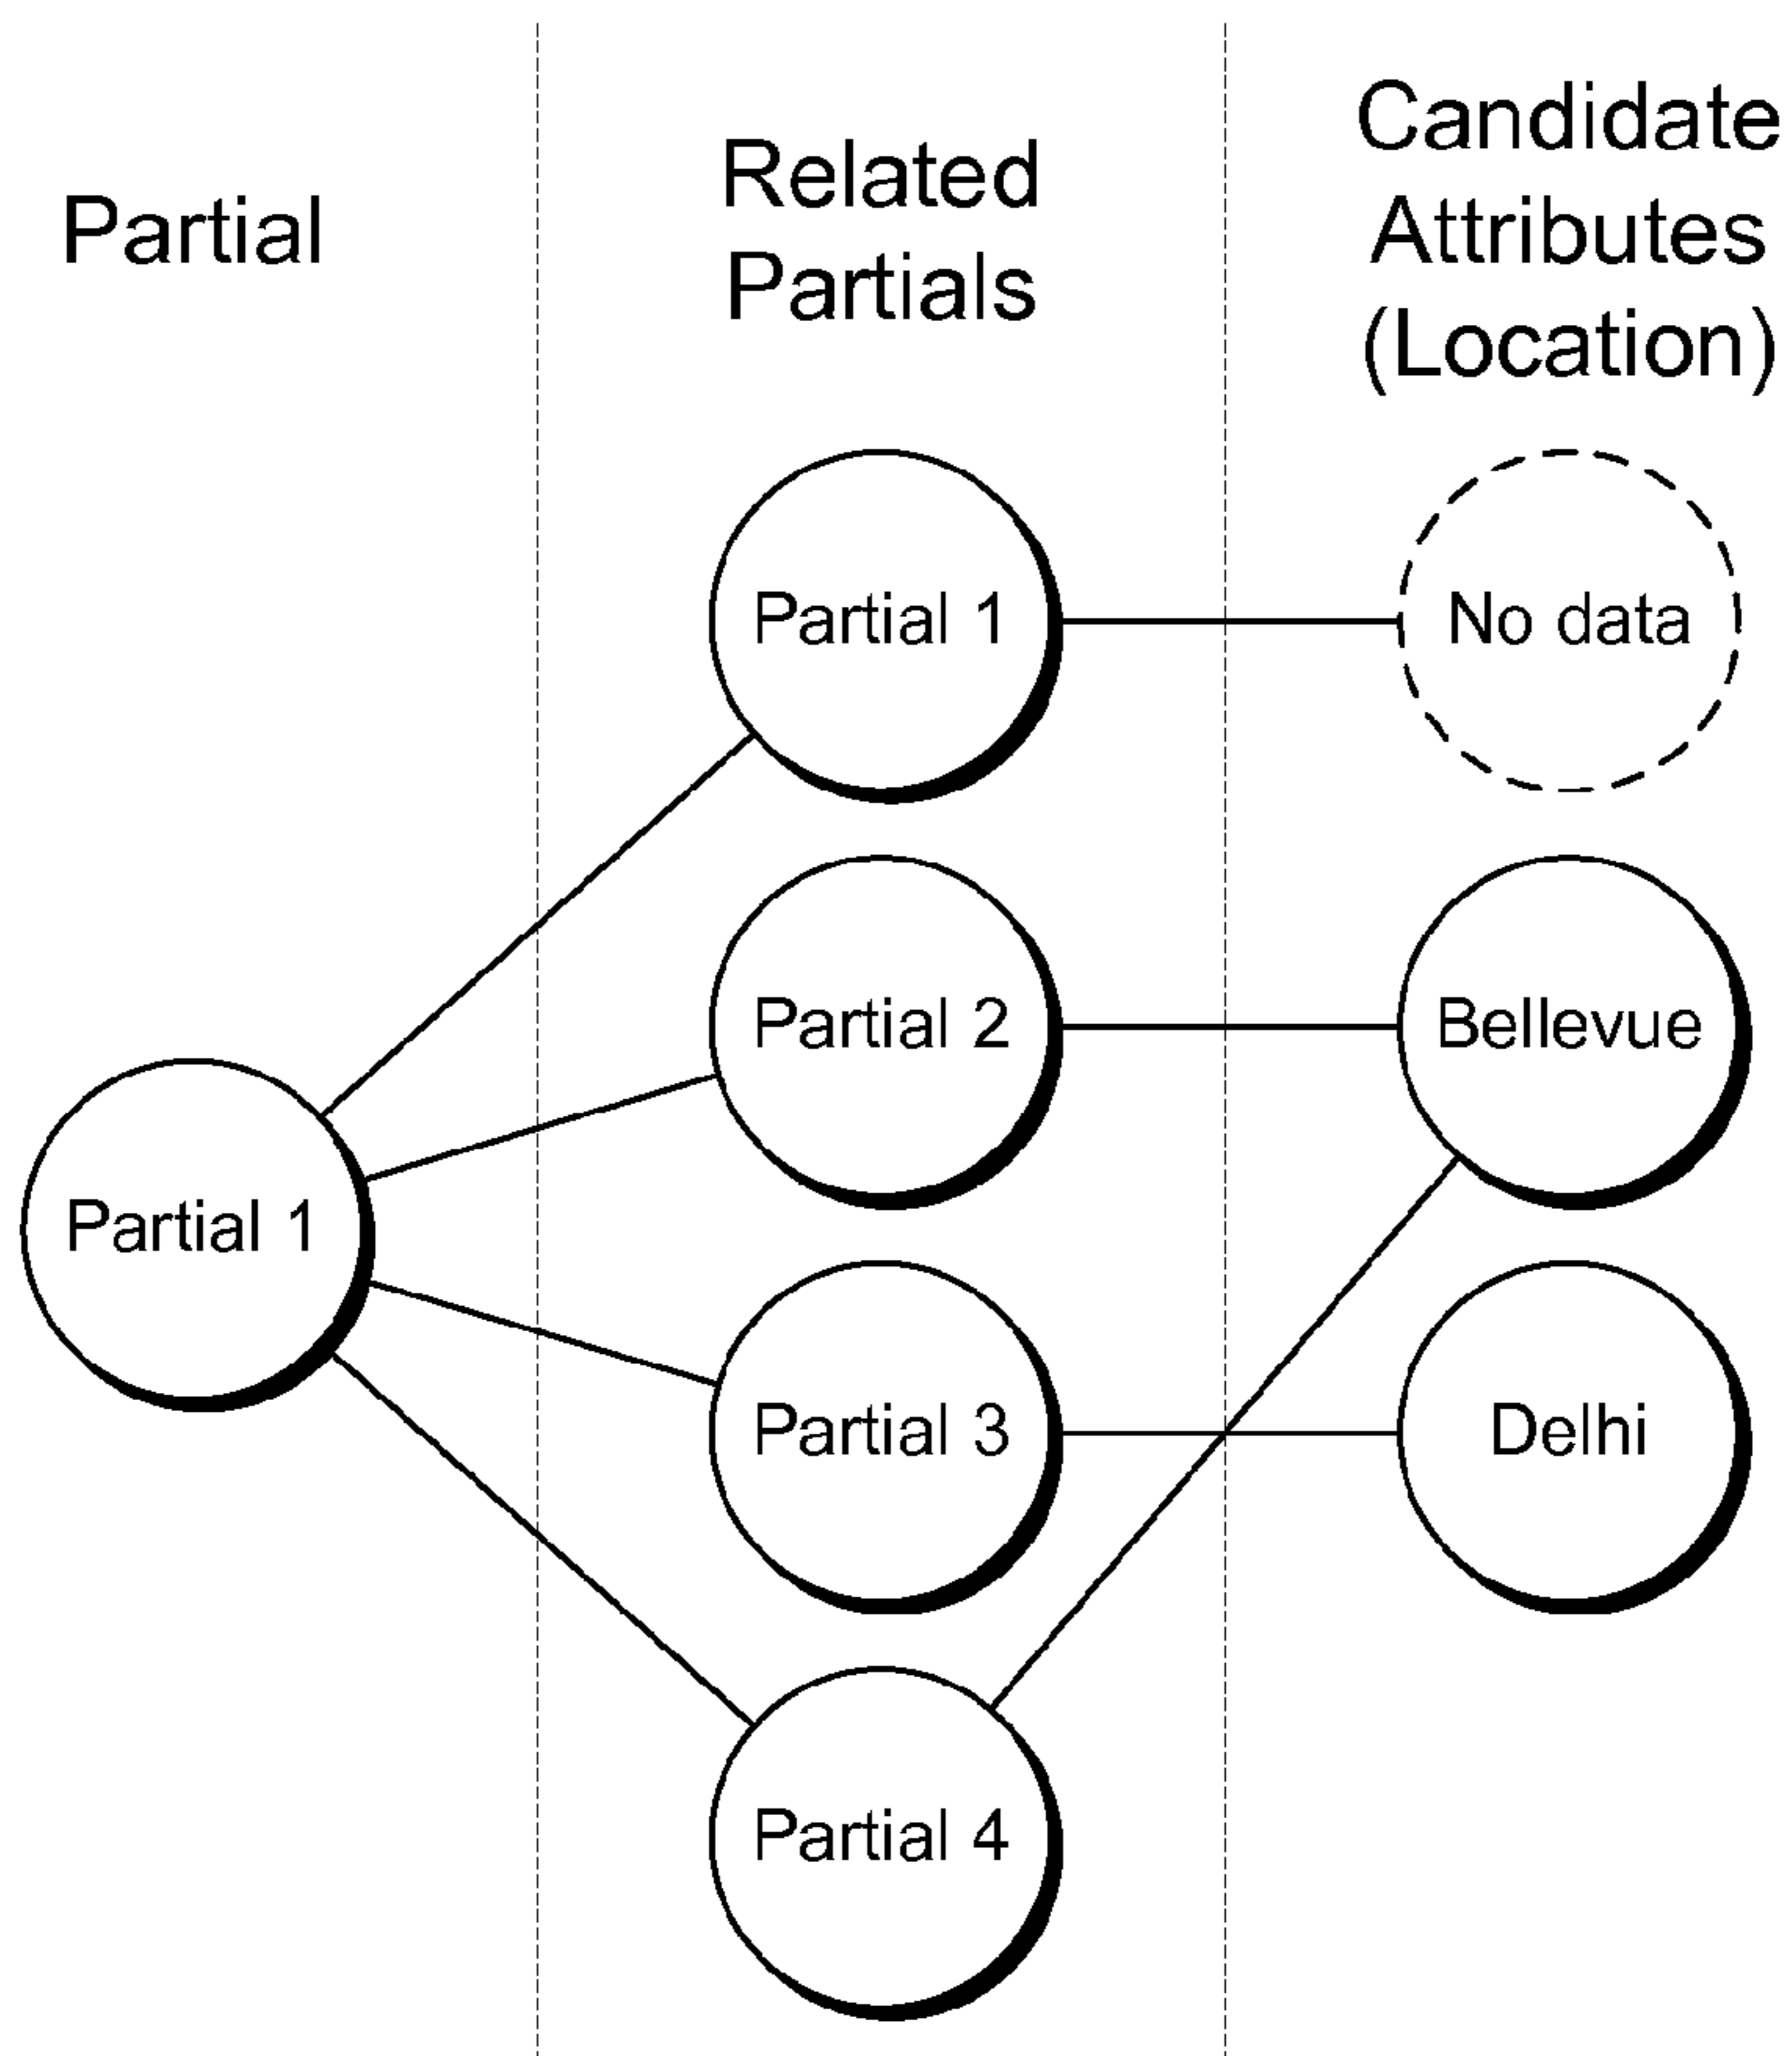 Partial
Related
Partials
Candidate
Attributes
(Location)
Partial 1
No data
Partial 2
Bellevue
Partial 1
Partial 3
Delhi
Partial 4